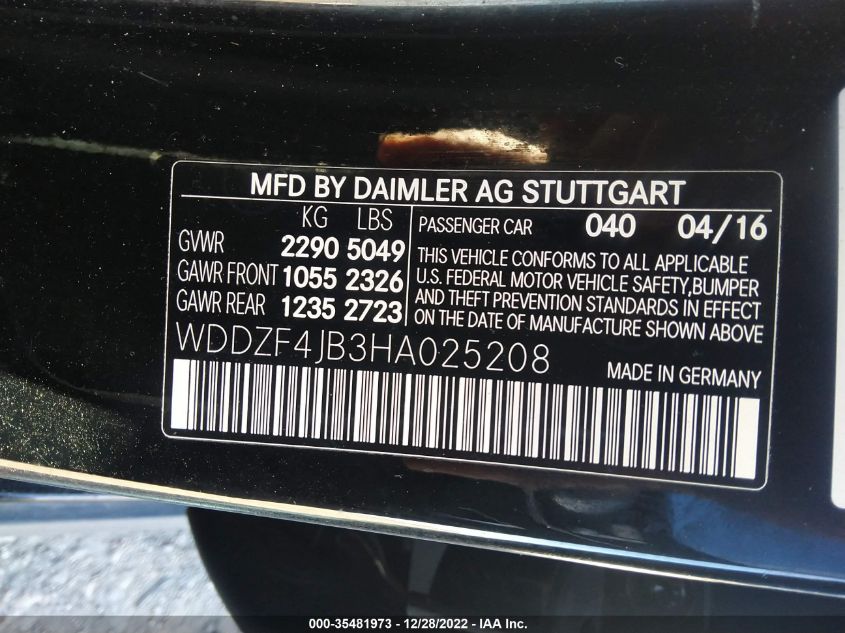 MFD BY DAIMLER AG STUTTGART
KG LBS
GVWR 2290 5049
GAWR FRONT 1055 2326
GAWR REAR 1235 2723
PASSENGER CAR 040 04/16
THIS VEHICLE CONFORMS TO ALL APPLICABLE
U.S. FEDERAL MOTOR VEHICLE SAFETY,BUMPER
AND THEFT PREVENTION STANDARDS IN EFFECT
ON THE DATE OF MANUFACTURE SHOWN ABOVE
WDDZF4JB3HA025208
MADE IN GERMANY
000-35481973 - 12/28/2022 - IAA Inc.